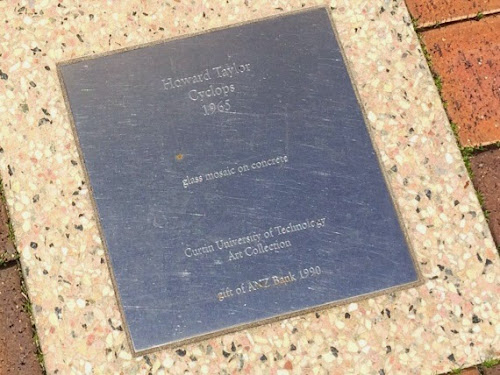 Howard Taylor
Cyclops
1965
glass mosaic on concrete
Curtin University of Technology
Art Collection
gift of ANZ Bank 1990